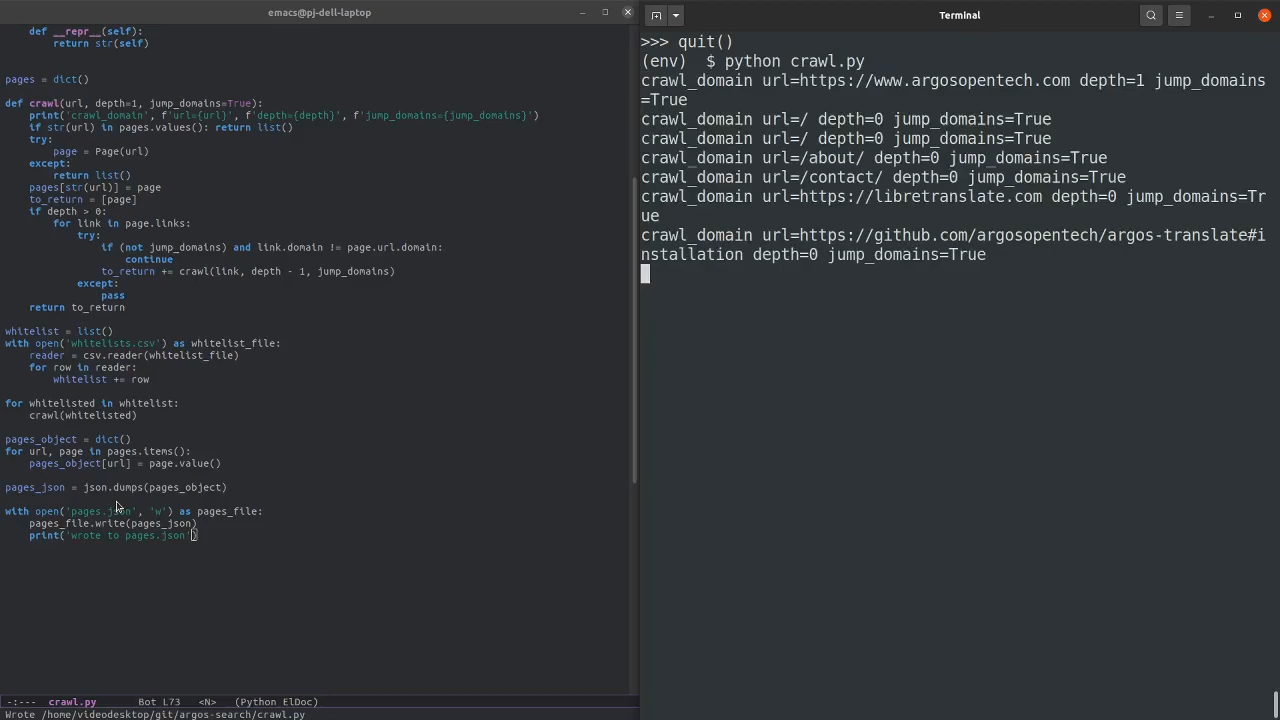 emacs@pj-dell-laptop
def __repr__(self):
return str(self)
pages = dict()
def crawl(url, depth=1, jump_domains=True):
print('crawl_domain', f'url={url}', f'depth={depth}', f'jump_domains={jump_domains}')
if str(url) in pages.values(): return list()
try:
page = Page(url)
except:
return list()
pages[str(url)] = page
to_return = [page]
if depth > 0:
for link in page.links:
try:
if (not jump_domains) and link.domain != page.url.domain:
continue
to_return += crawl(link, depth - 1, jump_domains)
except:
pass
return to_return
whitelist = list()
with open('whitelists.csv') as whitelist_file:
reader = csv.reader(whitelist_file)
for row in reader:
whitelist += row
for whitelisted in whitelist:
crawl(whitelisted)
pages_object = dict()
for url, page in pages.items():
pages_object[url] = page.value()
pages_json = json.dumps(pages_object)
with open('pages.json', 'w') as pages_file:
pages_file.write(pages_json)
print('wrote to pages.json')
-:--- crawl.py Bot L73 <N> (Python ElDoc)
Wrote /home/videodesktop/git/argos-search/crawl.py
Terminal
>>> quit()
(env) $ python crawl.py
crawl_domain url=https://www.argosopentech.com depth=1 jump_domains
=True
crawl_domain url=/ depth=0 jump_domains=True
crawl_domain url=/ depth=0 jump_domains=True
crawl_domain url=/about/ depth=0 jump_domains=True
crawl_domain url=/contact/ depth=0 jump_domains=True
crawl_domain url=https://libretranslate.com depth=0 jump_domains=Tr
ue
crawl_domain url=https://github.com/argosopentech/argos-translate#i
nstallation depth=0 jump_domains=True